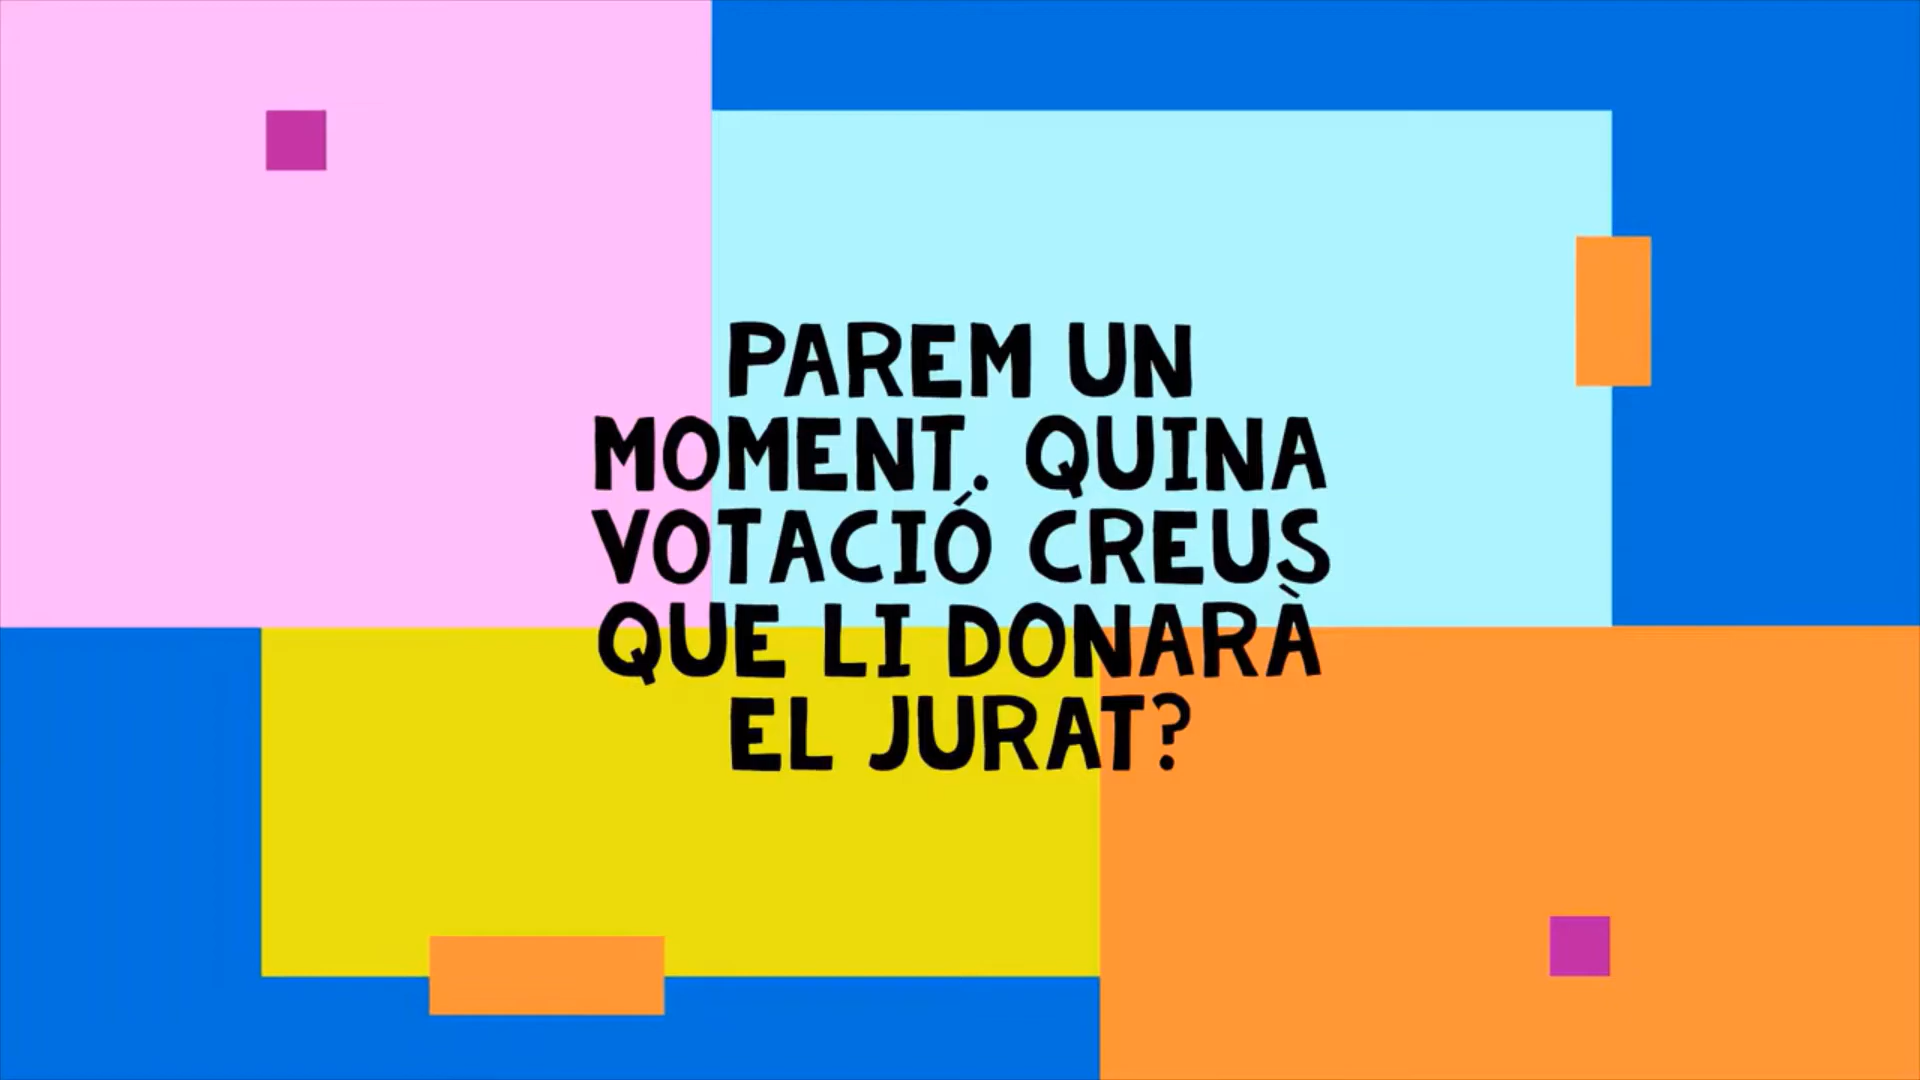 PAREM UN
MOMENT. QUINA
VOTACIÓ CREUS
QUE LI DONARÀ
EL JURAT?